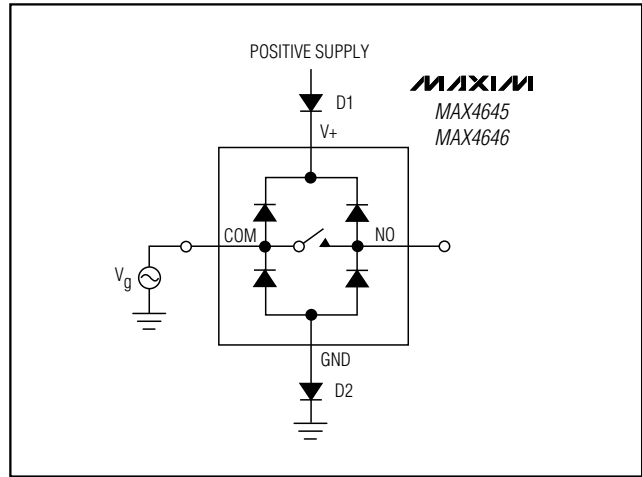 POSITIVE SUPPLY
D1
MAXIM
MAX4645
MAX4646
V+
COM
NO
Vg
GND
D2